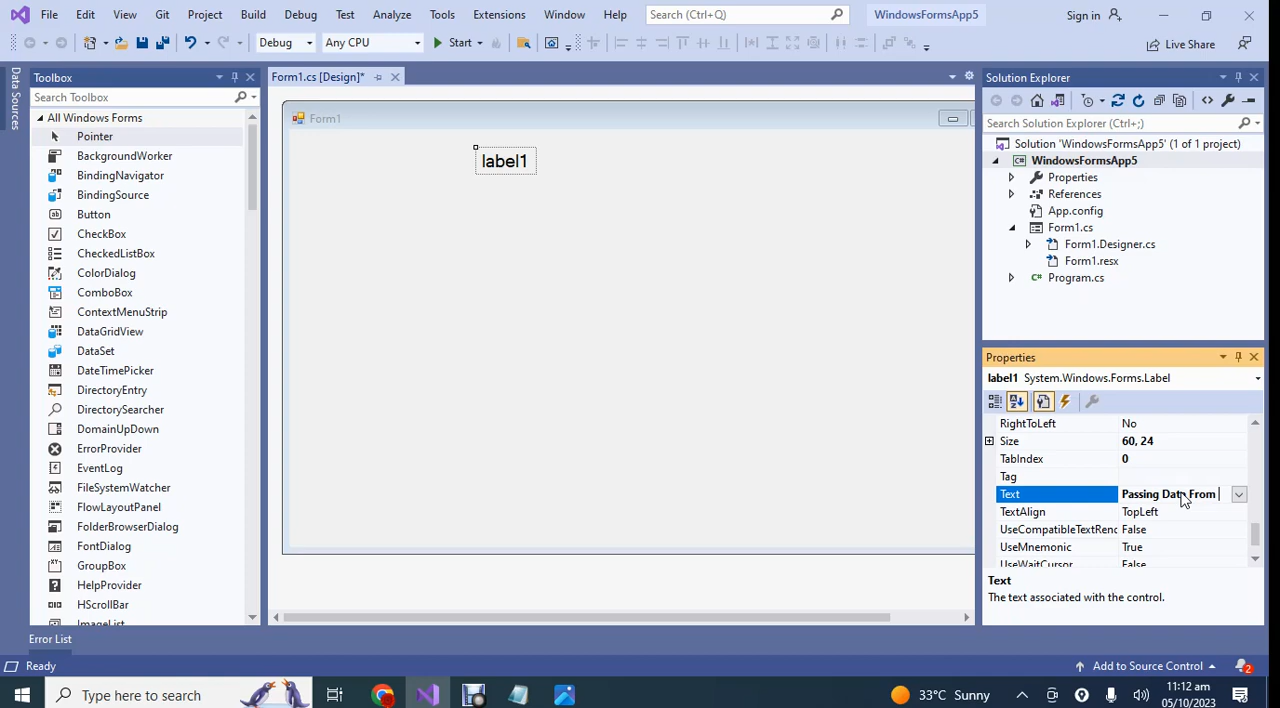 File Edit View Git Project Build Debug Test Analyze Tools Extensions Window Help Search (Ctrl+Q) WindowsFormsApp5 Sign in
Debug Any CPU Start Live Share
Data Sources
Toolbox
Search Toolbox
All Windows Forms
Pointer
BackgroundWorker
BindingNavigator
BindingSource
Button
CheckBox
CheckedListBox
ColorDialog
ComboBox
ContextMenuStrip
DataGridView
DataSet
DateTimePicker
DirectoryEntry
DirectorySearcher
DomainUpDown
ErrorProvider
EventLog
FileSystemWatcher
FlowLayoutPanel
FolderBrowserDialog
FontDialog
GroupBox
HelpProvider
HScrollBar
ImageList
Form1.cs [Design]*
Form1
label1
Solution Explorer
Search Solution Explorer (Ctrl+;)
Solution 'WindowsFormsApp5' (1 of 1 project)
WindowsFormsApp5
Properties
References
App.config
Form1.cs
Form1.Designer.cs
Form1.resx
Program.cs
Properties
label1 System.Windows.Forms.Label
RightToLeft No
Size 60, 24
TabIndex 0
Tag
Text Passing Data From
TextAlign TopLeft
UseCompatibleTextRenc False
UseMnemonic True
UseWaitCursor False
Text
The text associated with the control.
Error List
Ready Add to Source Control 2
Type here to search 33°C Sunny 11:12 am
05/10/2023